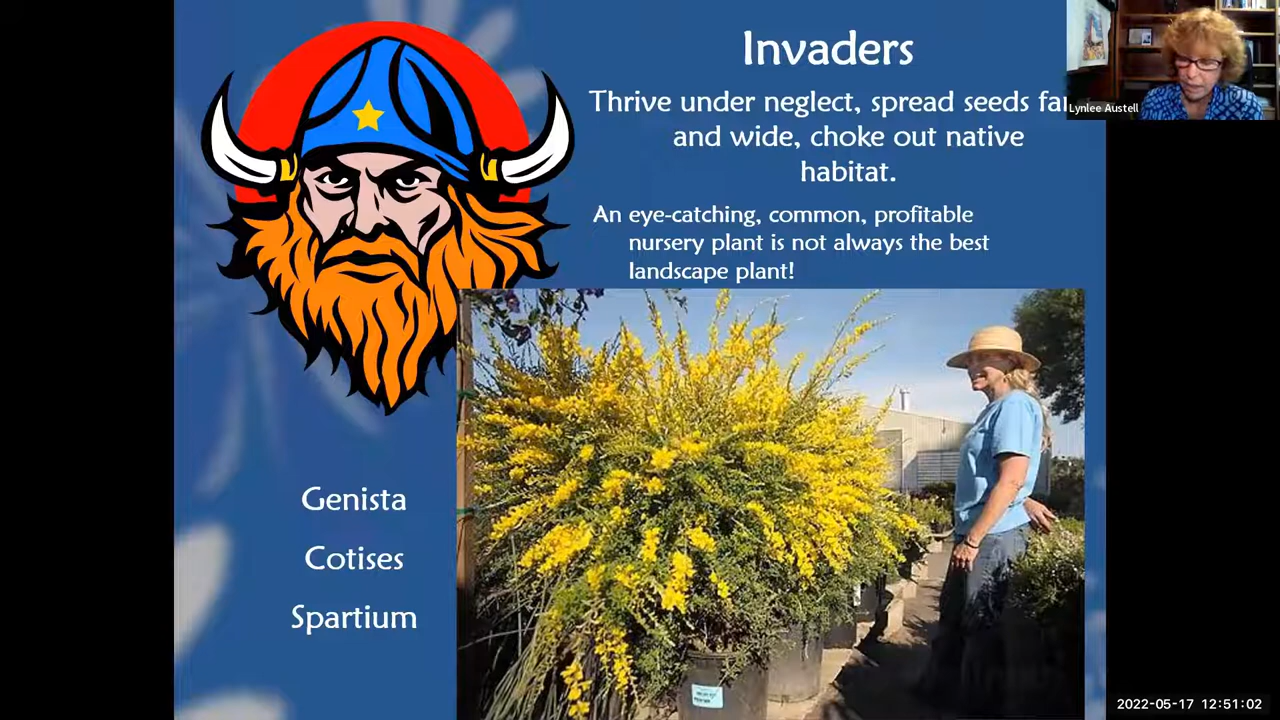 Invaders
Thrive under neglect, spread seeds far
and wide, choke out native
habitat.
Lynlee Austell
An eye-catching, common, profitable
nursery plant is not always the best
landscape plant!
Genista
Cotises
Spartium
2022-05-17 12:51:02